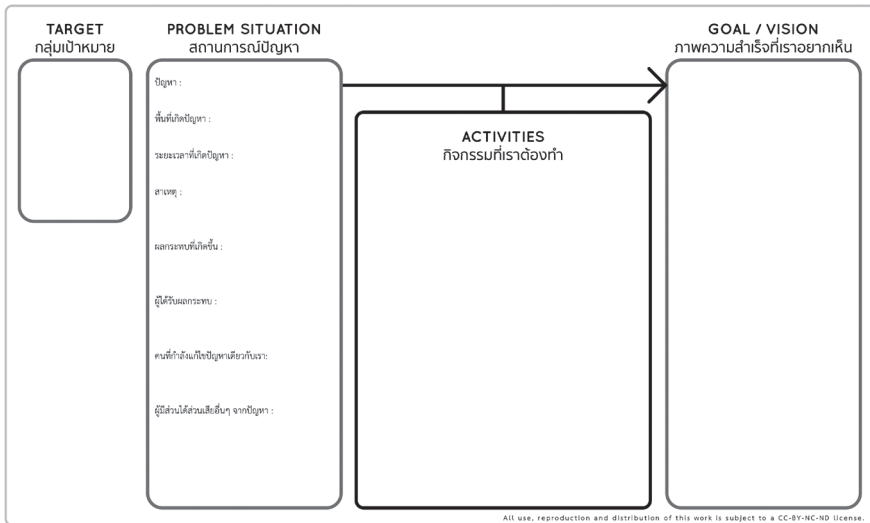 TARGET
กลุ่มเป้าหมาย
PROBLEM SITUATION
สถานการณ์ปัญหา
ปัญหา :
พื้นที่เกิดปัญหา :
ระยะเวลาที่เกิดปัญหา :
สาเหตุ :
ผลกระทบที่เกิดขึ้น :
ผู้ได้รับผลกระทบ :
คนที่กำลังแก้ไขปัญหาเดียวกับเรา:
ผู้มีส่วนได้ส่วนเสียอื่นๆ จากปัญหา :
ACTIVITIES
กิจกรรมที่เราต้องทำ
GOAL / VISION
ภาพความสำเร็จที่เราอยากเห็น
All use, reproduction and distribution of this work is subject to a CC-BY-NC-ND license.